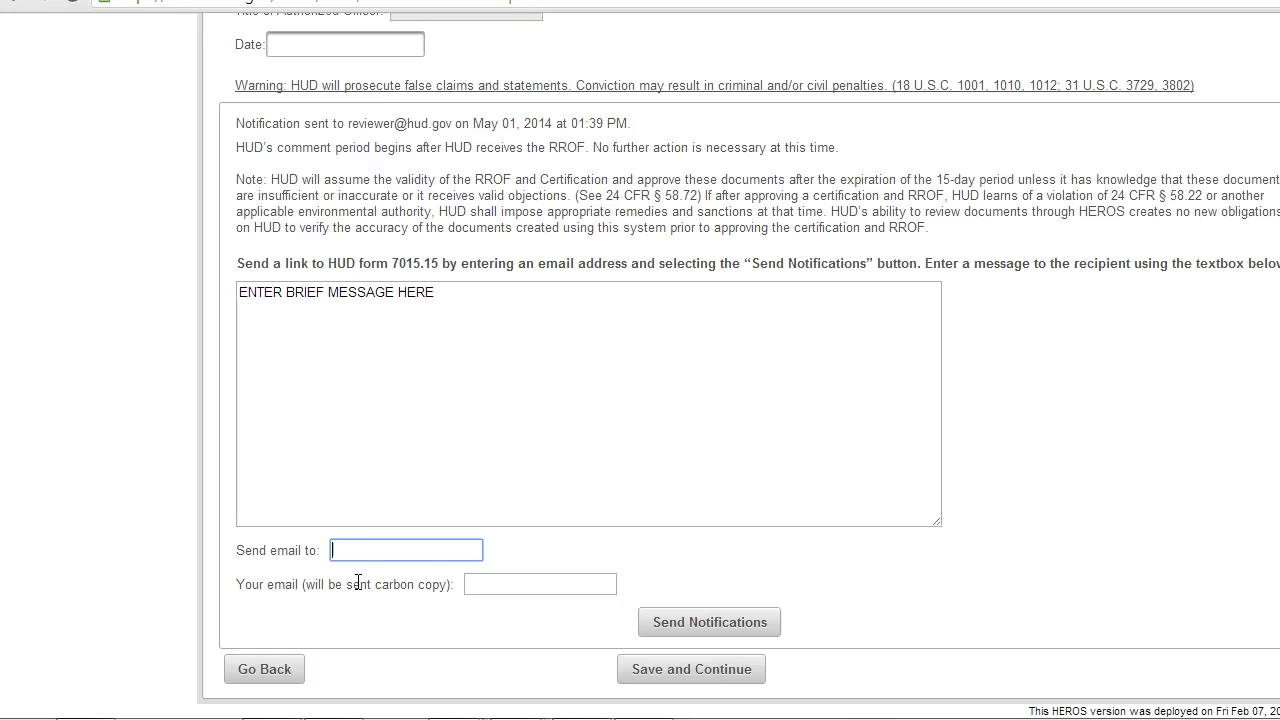 Title of Authorized Officer:
Date:
Warning: HUD will prosecute false claims and statements. Conviction may result in criminal and/or civil penalties. (18 U.S.C. 1001, 1010, 1012; 31 U.S.C. 3729, 3802)
Notification sent to reviewer@hud.gov on May 01, 2014 at 01:39 PM.
HUD's comment period begins after HUD receives the RROF. No further action is necessary at this time.
Note: HUD will assume the validity of the RROF and Certification and approve these documents after the expiration of the 15-day period unless it has knowledge that these document
are insufficient or inaccurate or it receives valid objections. (See 24 CFR § 58.72) If after approving a certification and RROF, HUD learns of a violation of 24 CFR § 58.22 or another
applicable environmental authority, HUD shall impose appropriate remedies and sanctions at that time. HUD's ability to review documents through HEROS creates no new obligations
on HUD to verify the accuracy of the documents created using this system prior to approving the certification and RROF.
Send a link to HUD form 7015.15 by entering an email address and selecting the “Send Notifications” button. Enter a message to the recipient using the textbox below
ENTER BRIEF MESSAGE HERE
Send email to:
Your email (will be sent carbon copy):
Send Notifications
Go Back
Save and Continue
This HEROS version was deployed on Fri Feb 07, 20